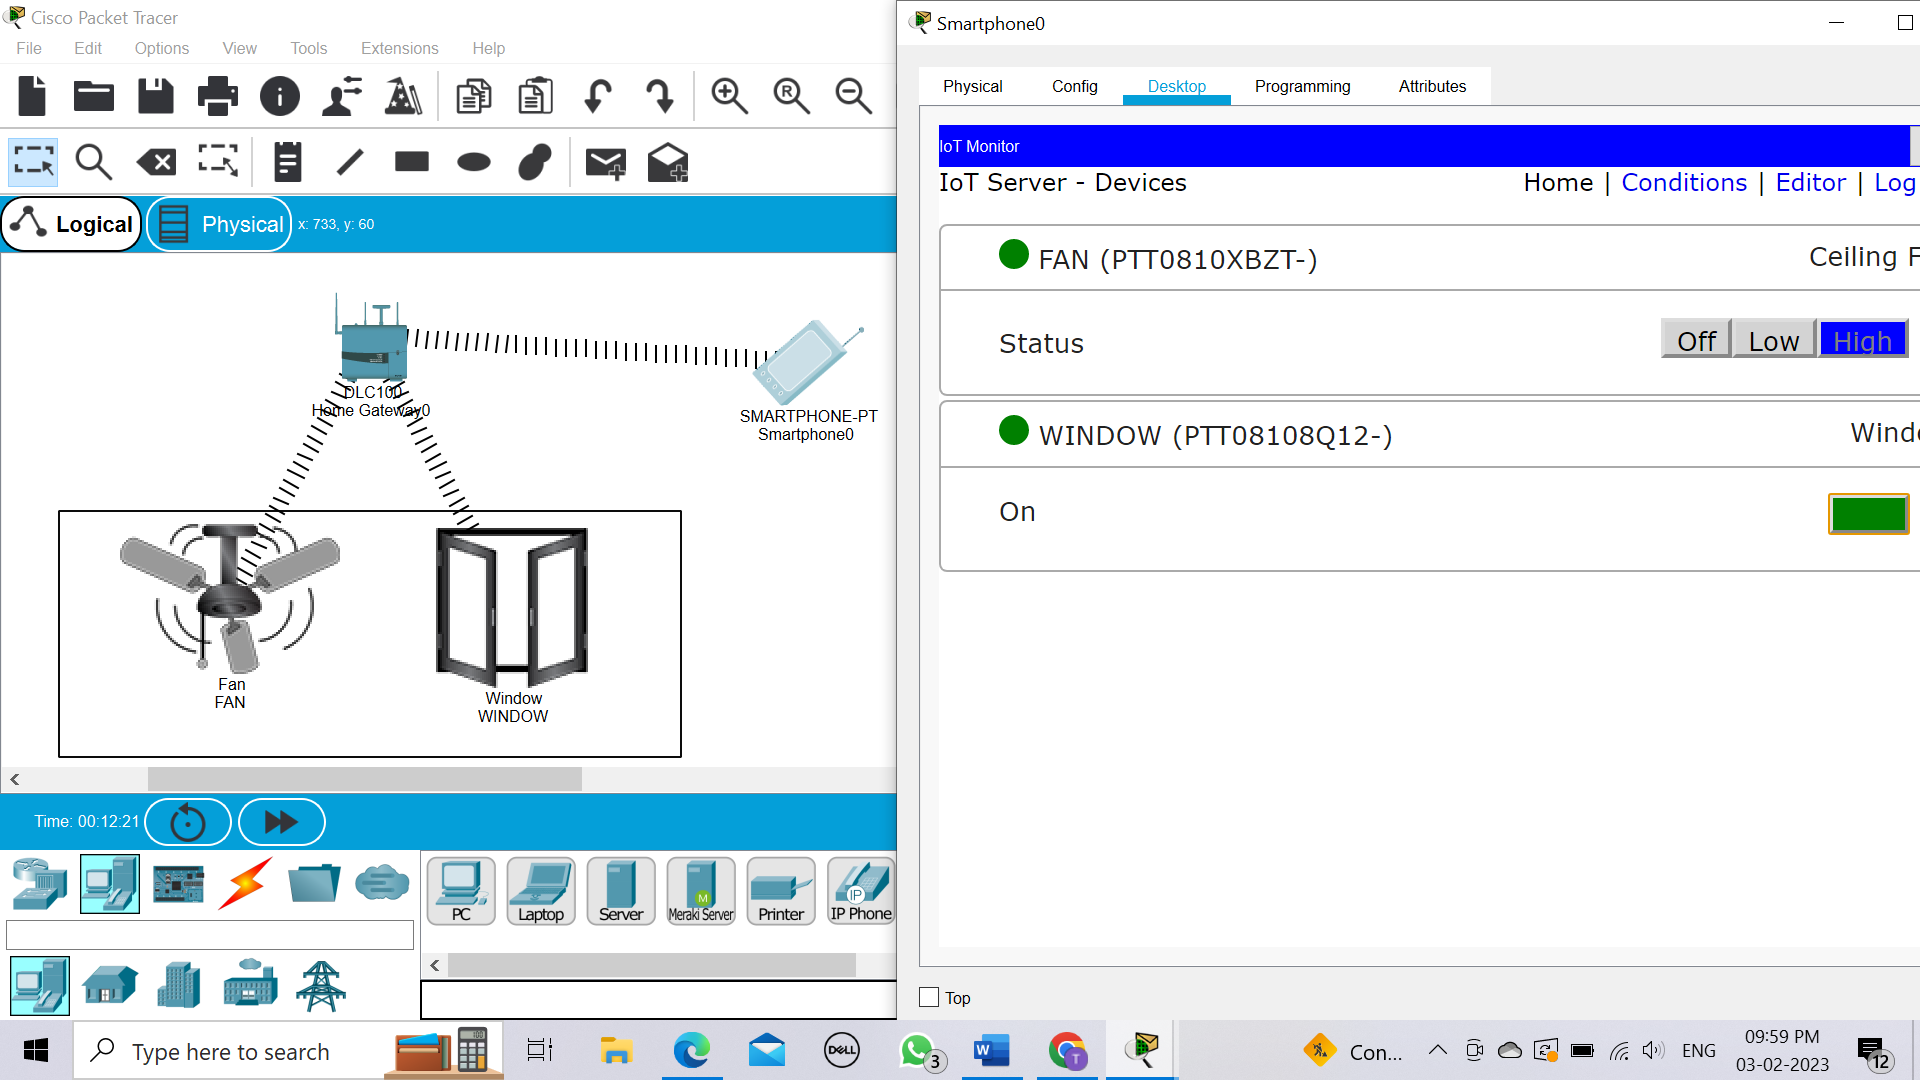 Cisco Packet Tracer
File Edit Options View Tools Extensions Help
Logical
Physical
x: 733, y: 60
DLC100
Home Gateway0
SMARTPHONE-PT
Smartphone0
Fan
FAN
Window
WINDOW
Time: 00:12:21
PC
Laptop
Server
M
Meraki Server
Printer
IP
IP Phone
Smartphone0
Physical Config Desktop Programming Attributes
IoT Monitor
IoT Server - Devices
Home | Conditions | Editor | Log
FAN (PTT0810XBZT-)
Ceiling F
Status
Off Low High
WINDOW (PTT08108Q12-)
Windo
On
Top
Type here to search
DELL
3
W
T
Con...
ENG
09:59 PM
03-02-2023
12